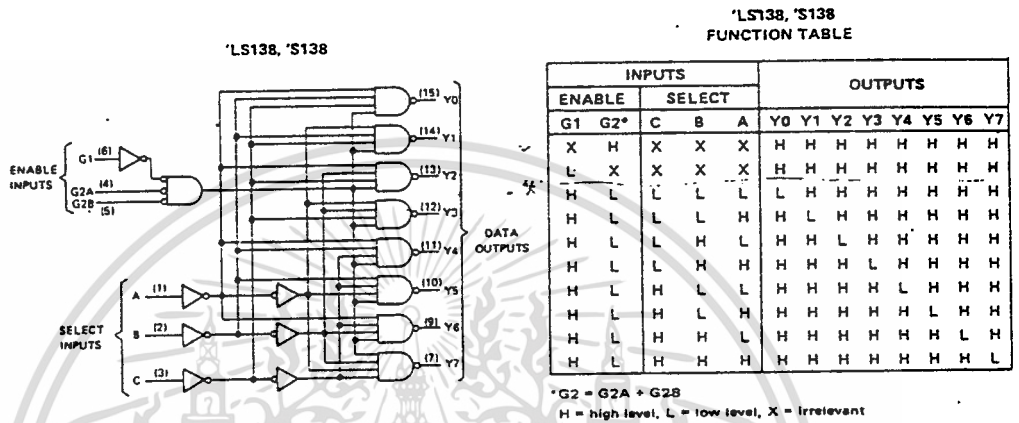 'LS138, 'S138
G1 (6)
ENABLE INPUTS
G2A (4)
G2B (5)
A (1)
SELECT INPUTS
B (2)
C (3)
(15) Y0
(14) Y1
(13) Y2
(12) Y3
DATA OUTPUTS
(11) Y4
(10) Y5
(9) Y6
(7) Y7
'LS138, 'S138
FUNCTION TABLE
INPUTS OUTPUTS
ENABLE SELECT
G1 G2* C B A Y0 Y1 Y2 Y3 Y4 Y5 Y6 Y7
X H X X X H H H H H H H H
L X X X X H H H H H H H H
H L L L L L H H H H H H H
H L L L H H L H H H H H H
H L L H L H H L H H H H H
H L L H H H H H L H H H H
H L H L L H H H H L H H H
H L H L H H H H H H L H H
H L H H L H H H H H H L H
H L H H H H H H H H H H L
*G2 = G2A + G2B
H = high level, L = low level, X = Irrelevant